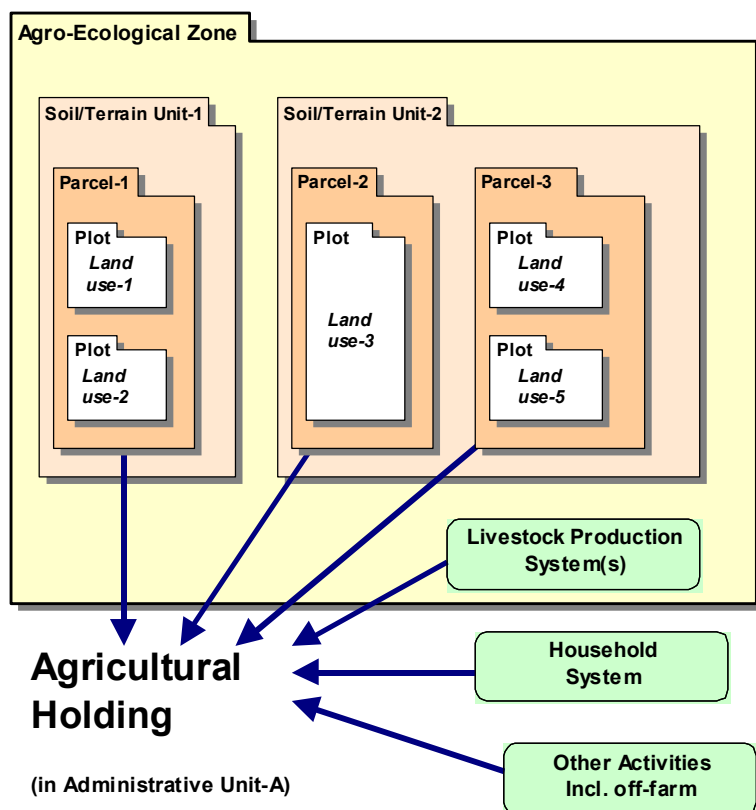 Agro-Ecological Zone
Soil/Terrain Unit-1
Parcel-1
Plot
Land
use-1
Plot
Land
use-2
Soil/Terrain Unit-2
Parcel-2
Plot
Land
use-3
Parcel-3
Plot
Land
use-4
Plot
Land
use-5
Livestock Production
System(s)
Household
System
Other Activities
Incl. off-farm
Agricultural
Holding
(in Administrative Unit-A)